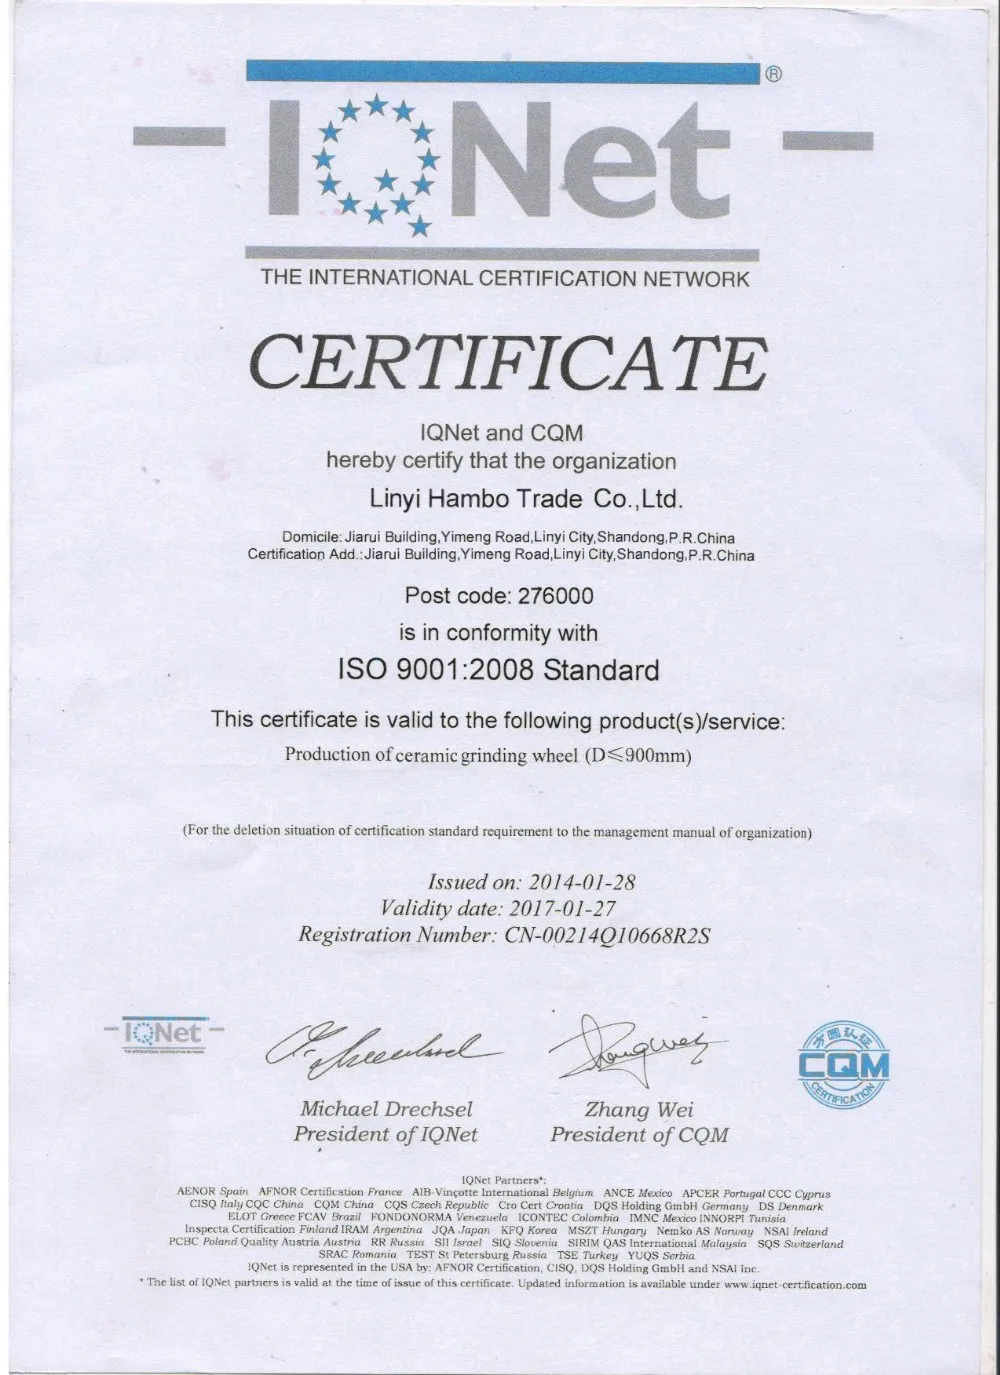 IQNet®
THE INTERNATIONAL CERTIFICATION NETWORK
CERTIFICATE
IQNet and CQM
hereby certify that the organization
Linyi Hambo Trade Co.,Ltd.
Domicile:Jiarui Building,Yimeng Road,Linyi City,Shandong,P.R.China
Certification Add.:Jiarui Building,Yimeng Road,Linyi City,Shandong,P.R.China
Post code: 276000
is in conformity with
ISO 9001:2008 Standard
This certificate is valid to the following product(s)/service:
Production of ceramic grinding wheel (D≤900mm)
(For the deletion situation of certification standard requirement to the management manual of organization)
Issued on: 2014-01-28
Validity date: 2017-01-27
Registration Number: CN-00214Q10668R2S
IQNet
THE INTERNATIONAL CERTIFICATION NETWORK
Zhangwei
方圆认证
CQM
CERTIFICATION
Michael Drechsel
President of IQNet
Zhang Wei
President of CQM
IQNet Partners*:
AENOR Spain AFNOR Certification France AIB-Vinçotte International Belgium ANCE Mexico APCER Portugal CCC Cyprus
CISQ Italy CQC China CQM China CQS Czech Republic Cro Cert Croatia DQS Holding GmbH Germany DS Denmark
ELOT Greece FCAV Brazil FONDONORMA Venezuela ICONTEC Colombia IMNC Mexico INNORPI Tunisia
Inspecta Certification Finland IRAM Argentina JQA Japan KFQ Korea MSZT Hungary Nemko AS Norway NSAI Ireland
PCBC Poland Quality Austria Austria RR Russia SII Israel SIQ Slovenia SIRIM QAS International Malaysia SQS Switzerland
SRAC Romania TEST St Petersburg Russia TSE Turkey YUQS Serbia
IQNet is represented in the USA by: AFNOR Certification, CISQ, DQS Holding GmbH and NSAI Inc.
* The list of IQNet partners is valid at the time of issue of this certificate. Updated information is available under www.iqnet-certification.com